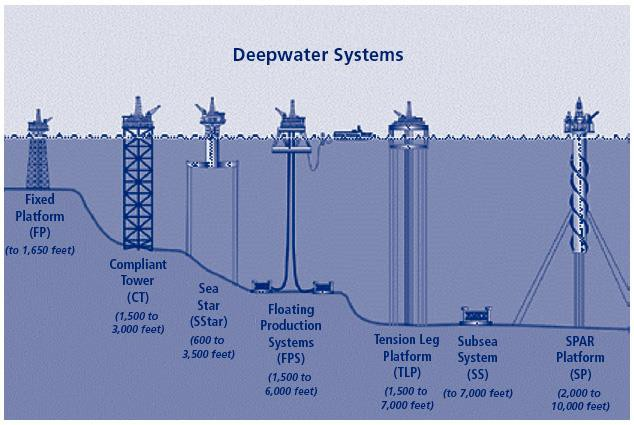 Deepwater Systems
Fixed
Platform
(FP)
(to 1,650 feet)
Compliant
Tower
(CT)
(1,500 to
3,000 feet)
Sea
Star
(SStar)
(600 to
3,500 feet)
Floating
Production
Systems
(FPS)
(1,500 to
6,000 feet)
Tension Leg
Platform
(TLP)
(1,500 to
7,000 feet)
Subsea
System
(SS)
(to 7,000 feet)
SPAR
Platform
(SP)
(2,000 to
10,000 feet)